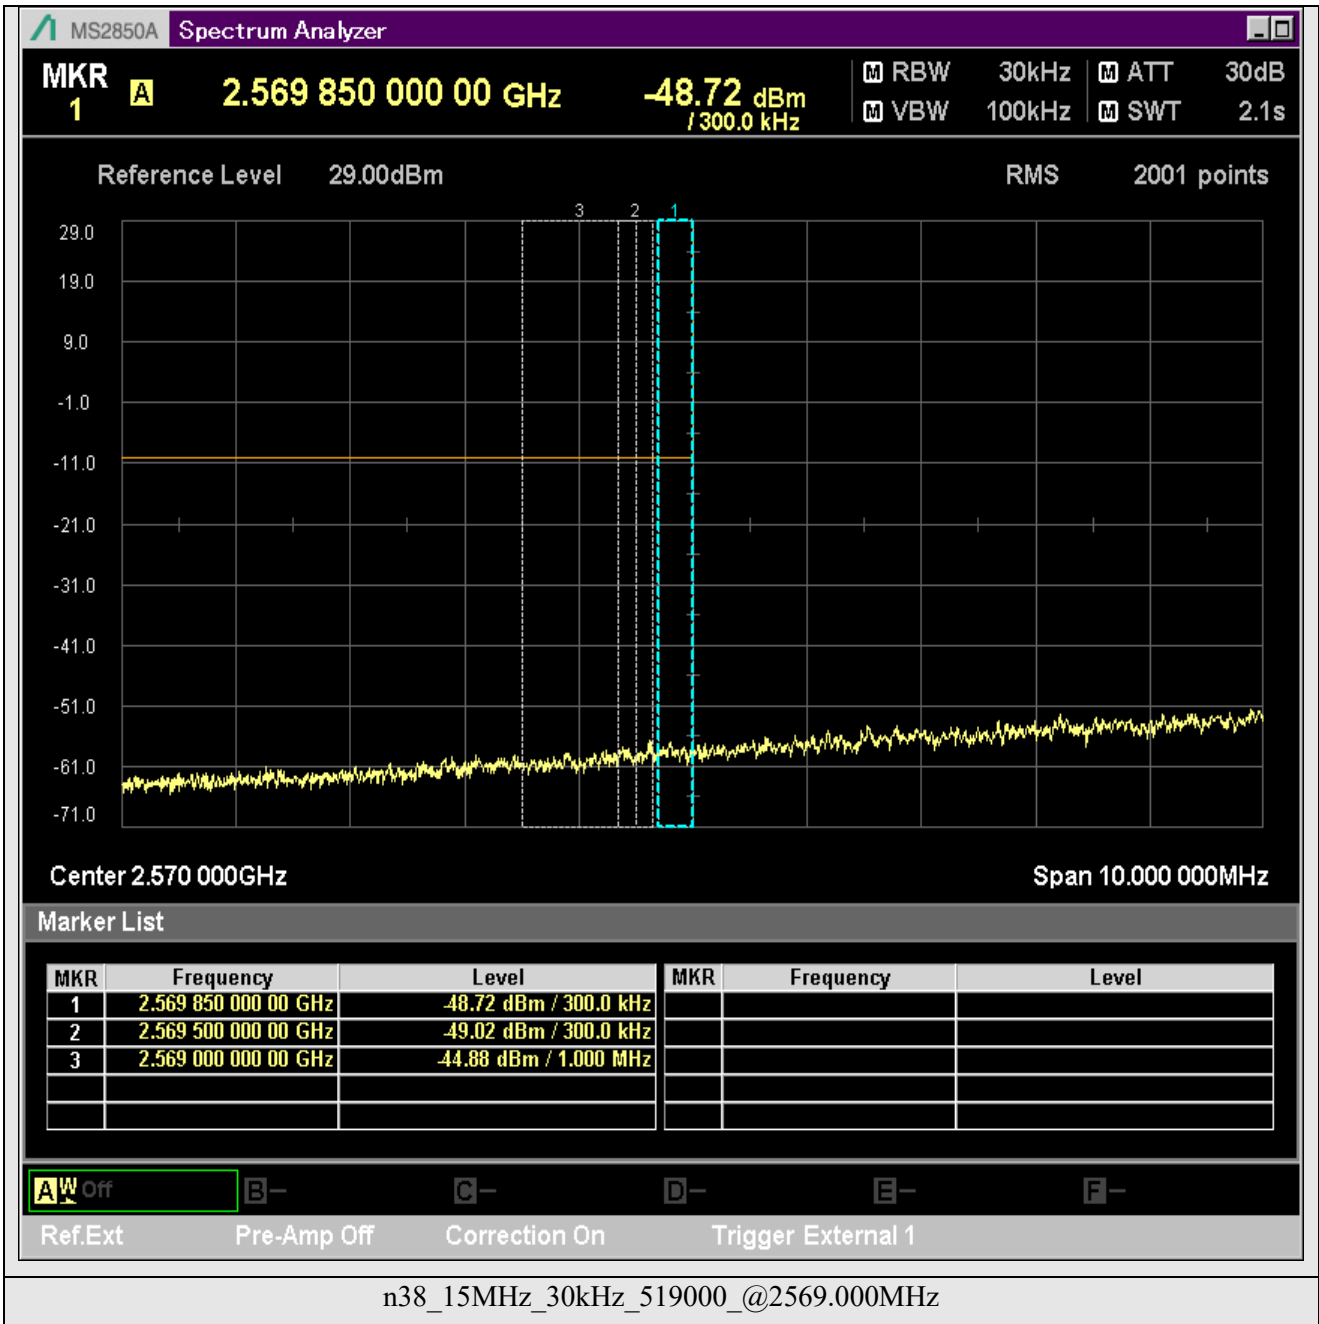 MS2850A Spectrum Analyzer
MKR 1 A 2.569 850 000 00 GHz -48.72 dBm / 300.0 kHz
M RBW 30kHz M ATT 30dB
M VBW 100kHz M SWT 2.1s
Reference Level 29.00dBm RMS 2001 points
3 2 1
29.0
19.0
9.0
-1.0
-11.0
-21.0
-31.0
-41.0
-51.0
-61.0
-71.0
Center 2.570 000GHz Span 10.000 000MHz
Marker List
MKR Frequency Level MKR Frequency Level
1 2.569 850 000 00 GHz -48.72 dBm / 300.0 kHz
2 2.569 500 000 00 GHz -49.02 dBm / 300.0 kHz
3 2.569 000 000 00 GHz -44.88 dBm / 1.000 MHz
A W Off B – C – D – E – F –
Ref.Ext Pre-Amp Off Correction On Trigger External 1
n38_15MHz_30kHz_519000_@2569.000MHz